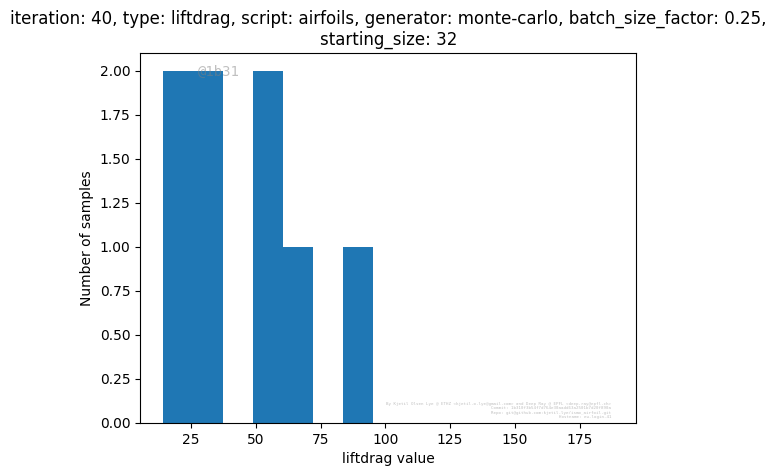 iteration: 40, type: liftdrag, script: airfoils, generator: monte-carlo, batch_size_factor: 0.25,
starting_size: 32
@1b31
2.00
1.75
1.50
1.25
1.00
0.75
0.50
0.25
0.00
Number of samples
25 50 75 100 125 150 175
liftdrag value